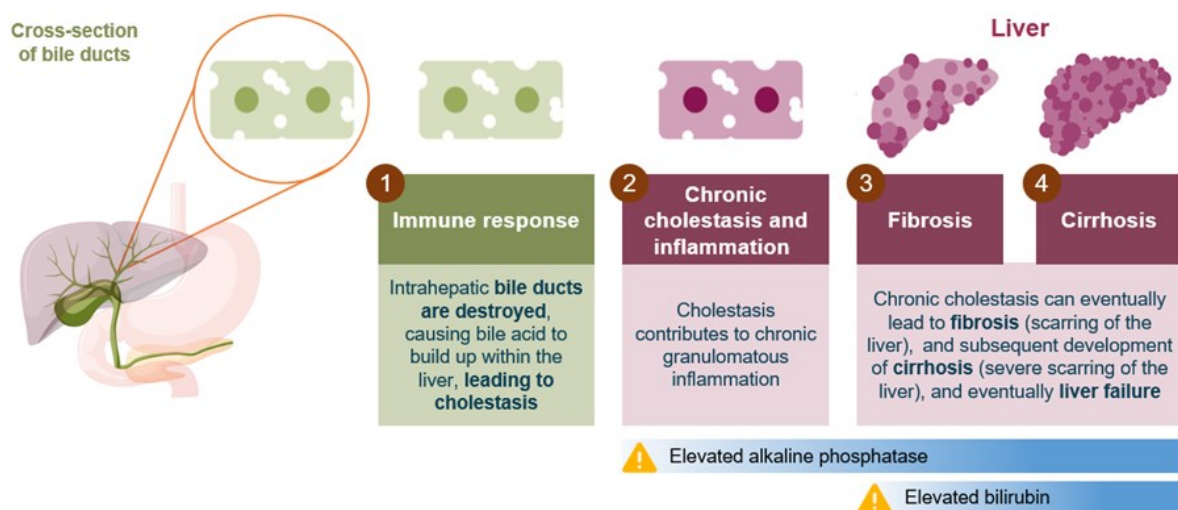 Cross-section
of bile ducts
Liver
1
Immune response
Intrahepatic bile ducts
are destroyed,
causing bile acid to
build up within the
liver, leading to
cholestasis
2
Chronic
cholestasis and
inflammation
Cholestasis
contributes to chronic
granulomatous
inflammation
3
Fibrosis
4
Cirrhosis
Chronic cholestasis can eventually
lead to fibrosis (scarring of the
liver), and subsequent development
of cirrhosis (severe scarring of the
liver), and eventually liver failure
Elevated alkaline phosphatase
Elevated bilirubin